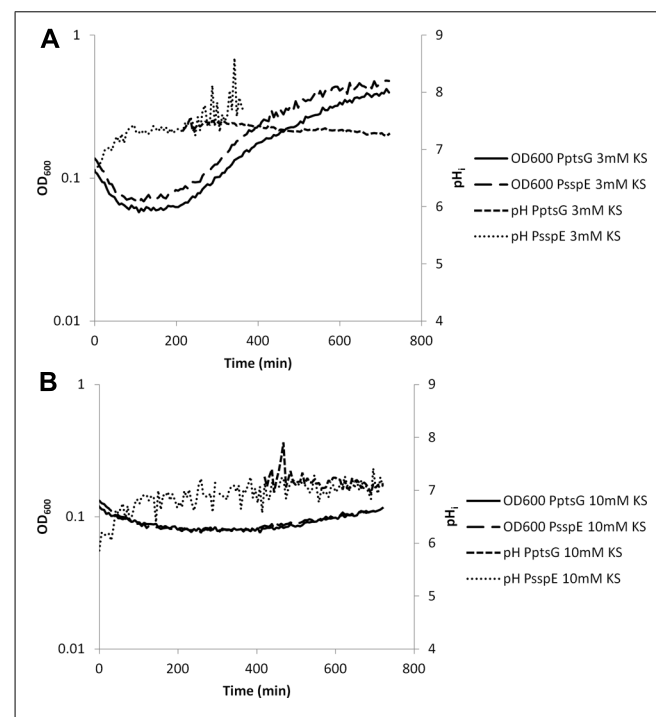 A
1
0.1
0.01
OD600
9
8
7
6
5
4
pHi
0
200
400
600
800
Time (min)
OD600 PptsG 3mM KS
OD600 PsspE 3mM KS
pH PptsG 3mM KS
pH PsspE 3mM KS
B
1
0.1
0.01
OD600
9
8
7
6
5
4
pHi
0
200
400
600
800
Time (min)
OD600 PptsG 10mM KS
OD600 PsspE 10mM KS
pH PptsG 10mM KS
pH PsspE 10mM KS